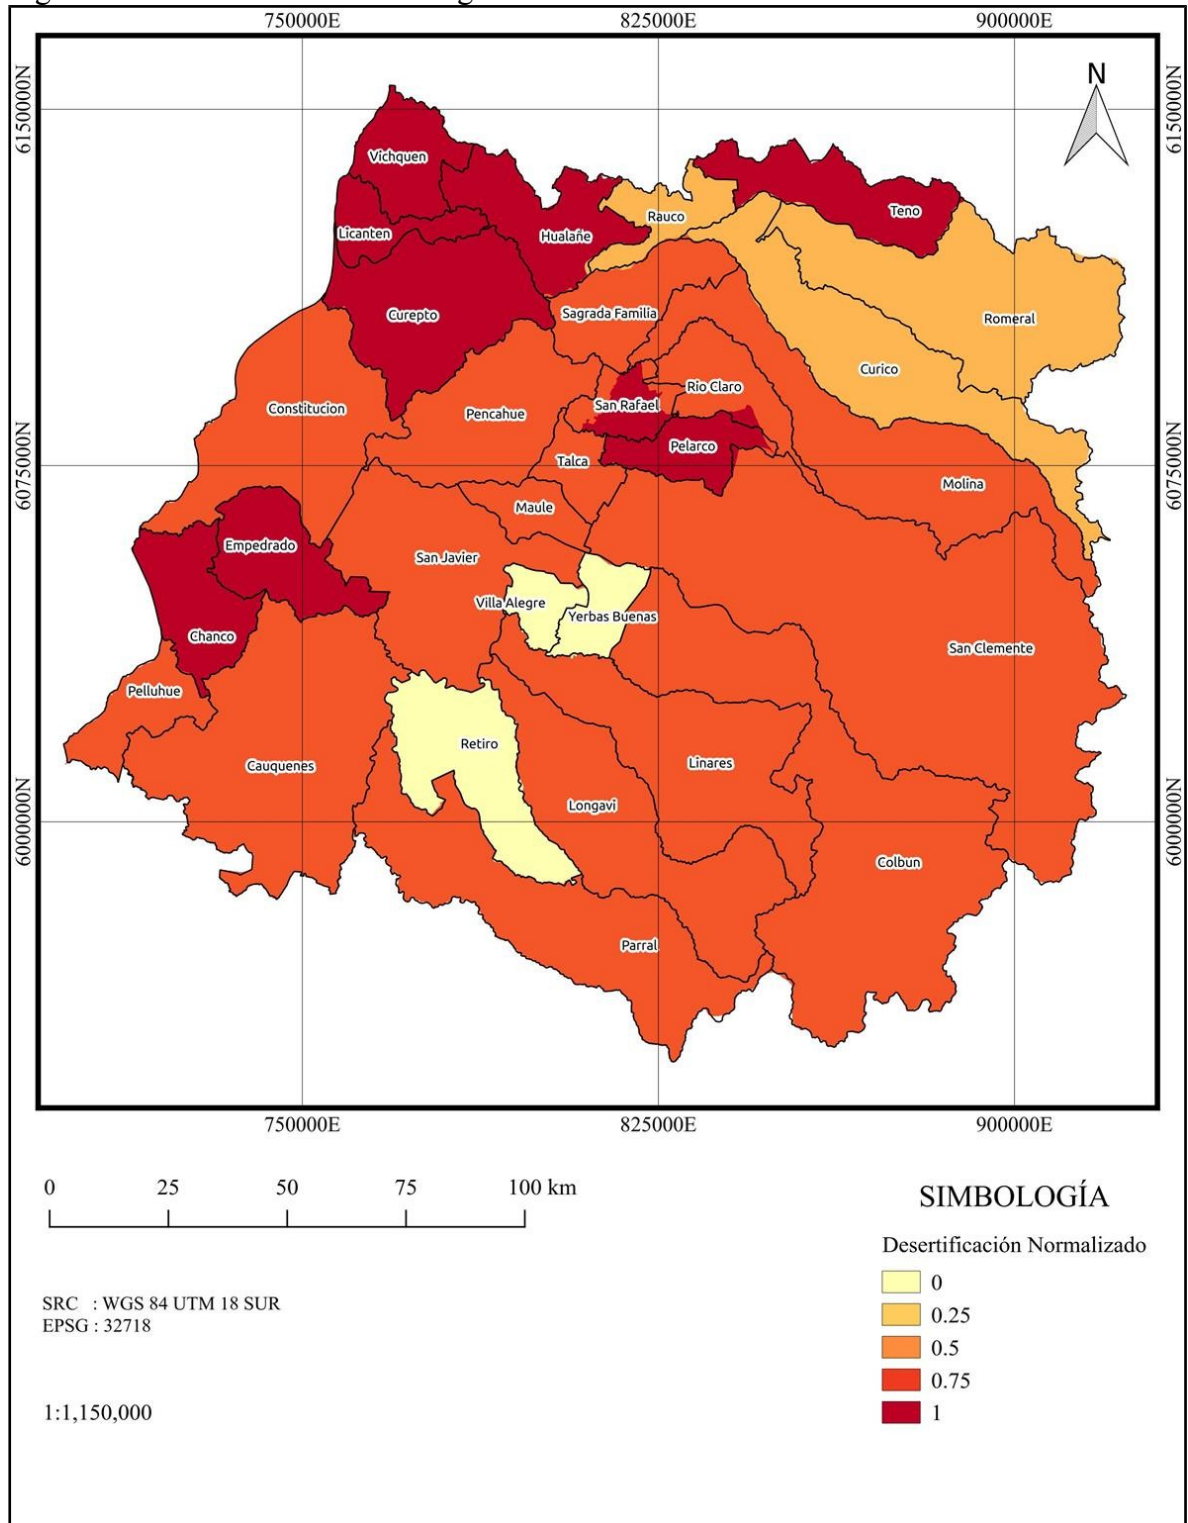 750000E 825000E 900000E
6150000N 6150000N
N
Vichquen
Teno
Licanten
Rauco
Hualañe
Curepto
Sagrada Familia
Romeral
Curico
Rio Claro
Constitucion
Pencahue
San Rafael
Pelarco
6075000N 6075000N
Talca
Molina
Maule
Empedrado
San Javier
Villa Alegre
Yerbas Buenas
Chanco
San Clemente
Pelluhue
Retiro
Cauquenes
Linares
Longavi
6000000N 6000000N
Colbun
Parral
750000E 825000E 900000E
0 25 50 75 100 km
SIMBOLOGÍA
Desertificación Normalizado
0
0.25
0.5
0.75
1
SRC : WGS 84 UTM 18 SUR
EPSG : 32718
1:1,150,000